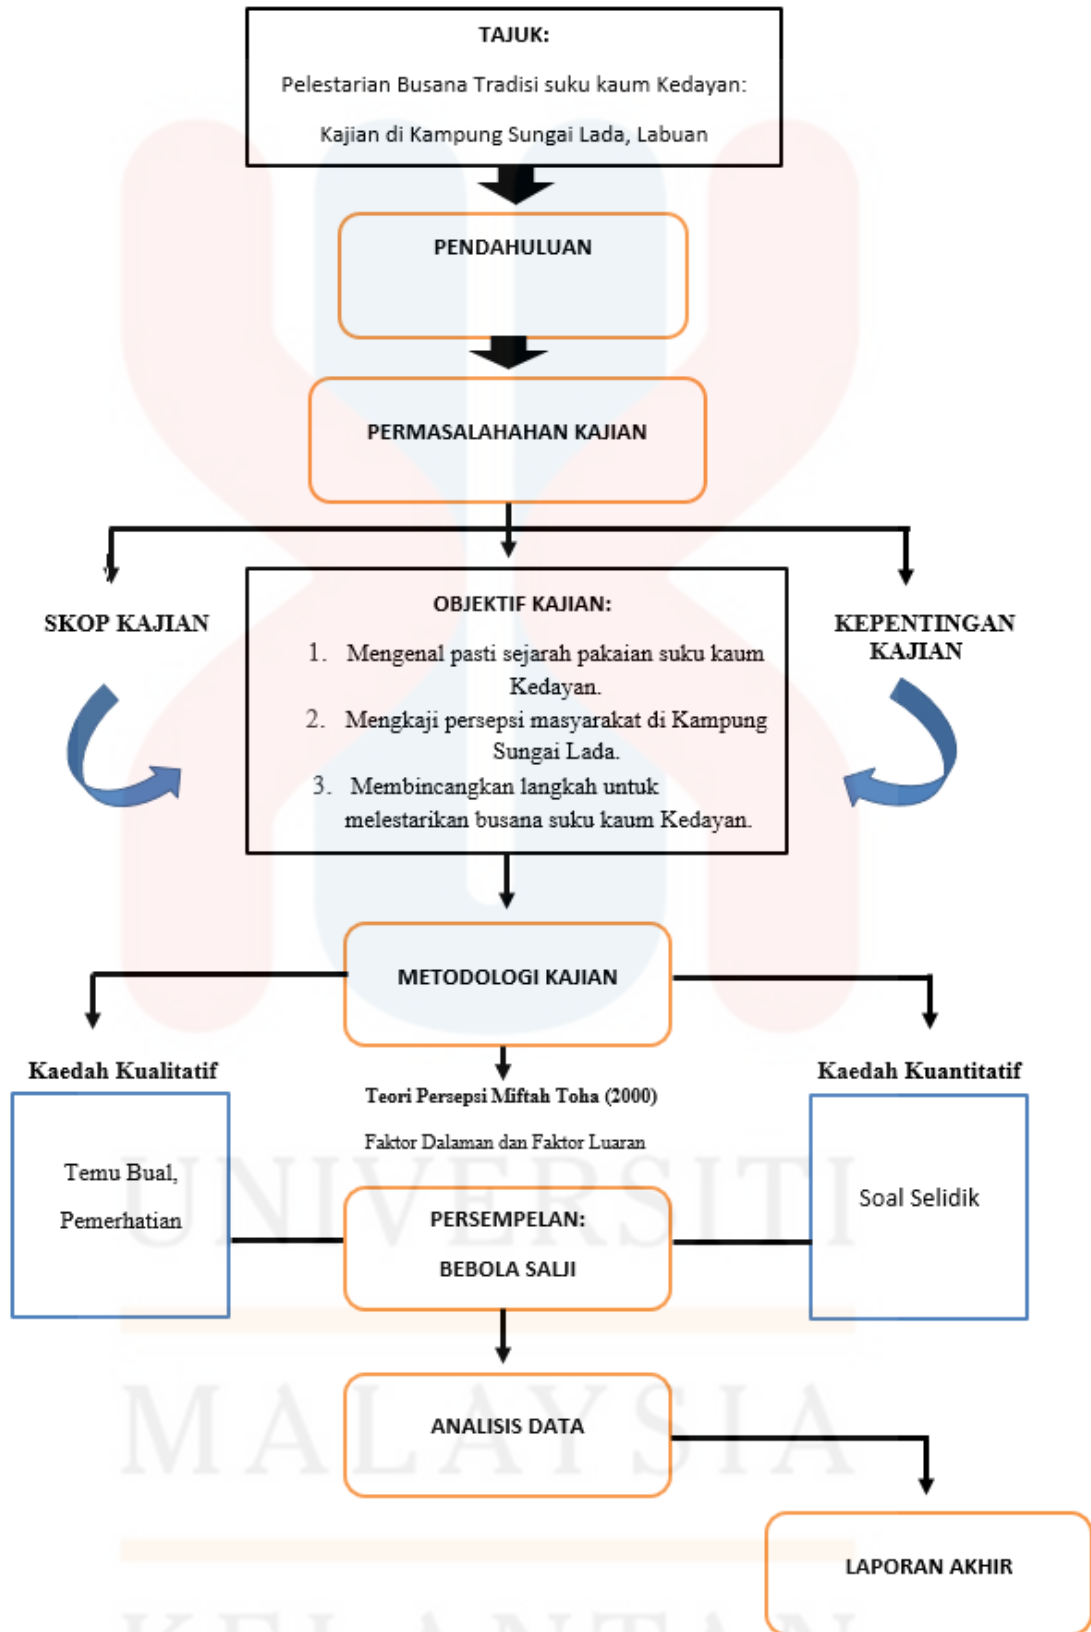 TAJUK:
Pelestarian Busana Tradisi suku kaum Kedayan:
Kajian di Kampung Sungai Lada, Labuan
PENDAHULUAN
PERMASALAHAHAN KAJIAN
SKOP KAJIAN
OBJEKTIF KAJIAN:
1. Mengenal pasti sejarah pakaian suku kaum
Kedayan.
2. Mengkaji persepsi masyarakat di Kampung
Sungai Lada.
3. Membincangkan langkah untuk
melestarikan busana suku kaum Kedayan.
KEPENTINGAN
KAJIAN
METODOLOGI KAJIAN
Kaedah Kualitatif
Temu Bual,
Pemerhatian
Teori Persepsi Miftah Toha (2000)
Faktor Dalaman dan Faktor Luaran
Kaedah Kuantitatif
Soal Selidik
PERSEMPELAN:
BEBOLA SALJI
ANALISIS DATA
LAPORAN AKHIR
UNIVERSITI
MALAYSIA
KELANTAN